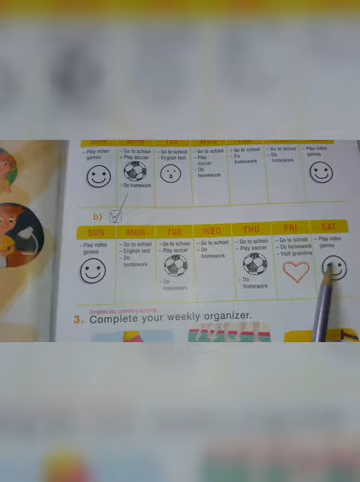 SUN MON TUE WED
- Play video games
- Go to school
- Play soccer
- Do homework
- Go to school
- English test
- Go to school
- Play soccer
- Do homework
- Go to school
- Do homework
- Go to school
- Do homework
- Play video games
b)
SUN MON TUE WED THU FRI SAT
- Play video games
- Go to school
- English test
- Do homework
- Go to school
- Play soccer
- Do homework
- Go to school
- Do homework
- Go to school
- Play soccer
- Do homework
- Go to school
- Do homework
- Visit grandma
- Play video games
3. Complete your weekly organizer.